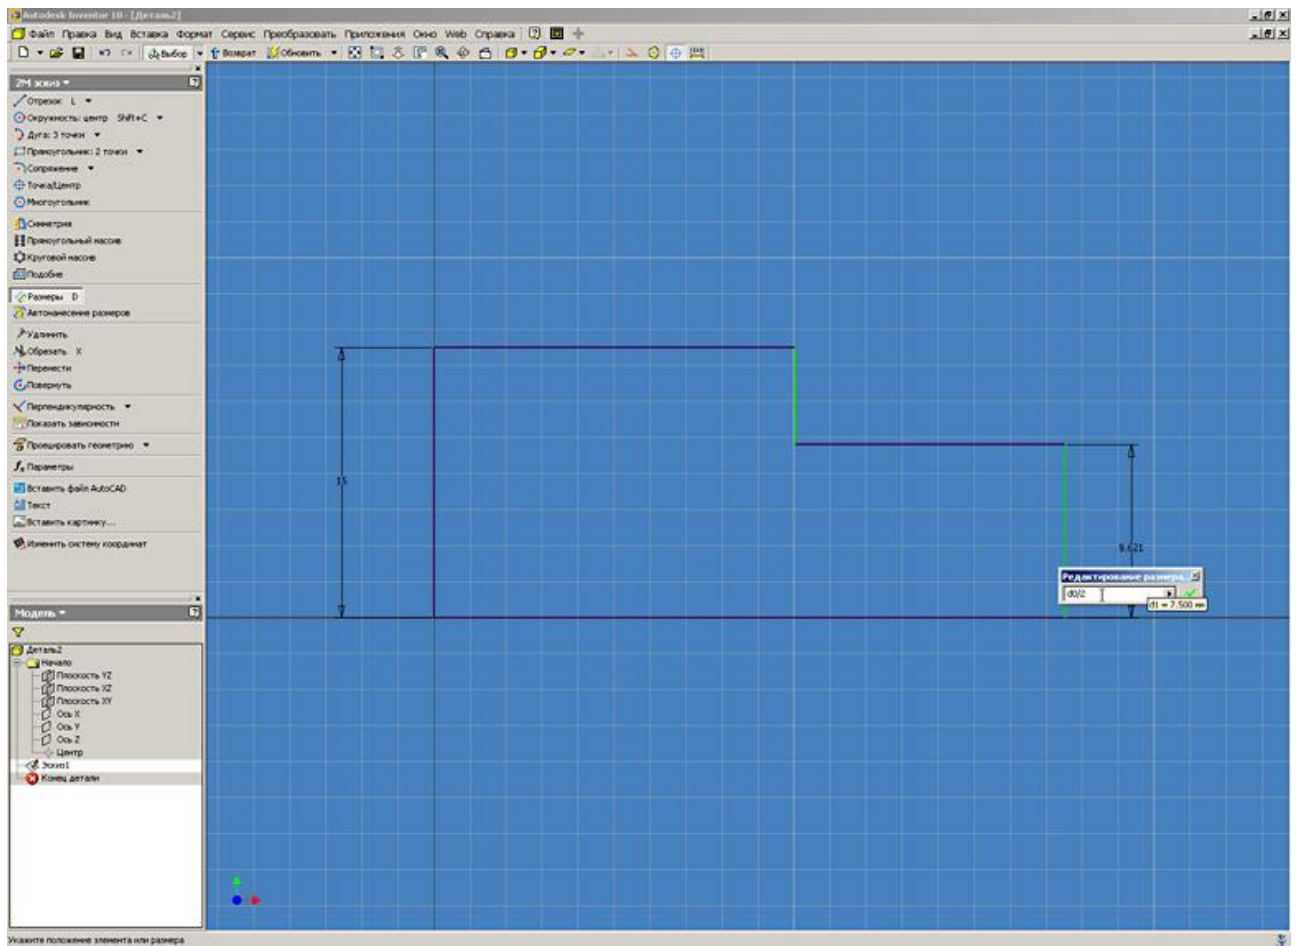 Autodesk Inventor 10 - [Деталь2]
Файл Правка Вид Вставка Формат Сервис Преобразовать Приложения Окно Web Справка
Выбор Возврат Обновить
2М эскиз
Отрезок L
Окружность: центр Shift+C
Дуга: 3 точки
Прямоугольник: 2 точки
Сопряжение
Точка/Центр
Многоугольник
Симметрия
Прямоугольный массив
Круговой массив
Подобие
Размеры D
Автонанесение размеров
Удлинить
Обрезать X
Перенести
Повернуть
Перпендикулярность
Показать зависимости
Проецировать геометрию
fx Параметры
Вставить файл AutoCAD
Текст
Вставить картинку...
Изменить систему координат
15
9.621
Редактирование размера...
d0/2
d1 = 7.500 мм
Модель
Деталь2
Начало
Плоскость YZ
Плоскость XZ
Плоскость XY
Ось X
Ось Y
Ось Z
Центр
Эскиз1
Конец детали
Укажите положение элемента или размера